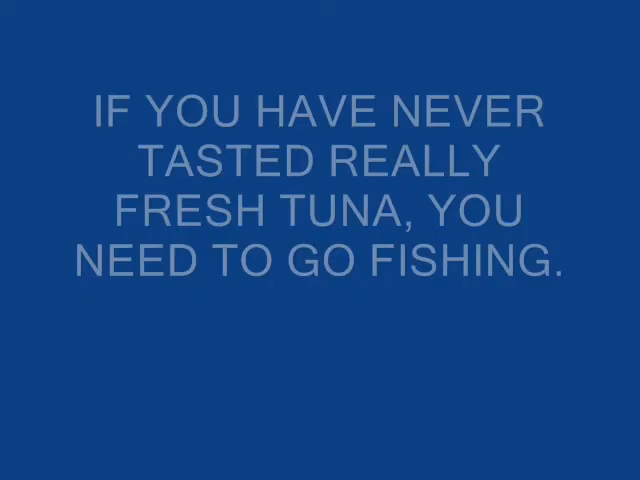 IF YOU HAVE NEVER
TASTED REALLY
FRESH TUNA, YOU
NEED TO GO FISHING.